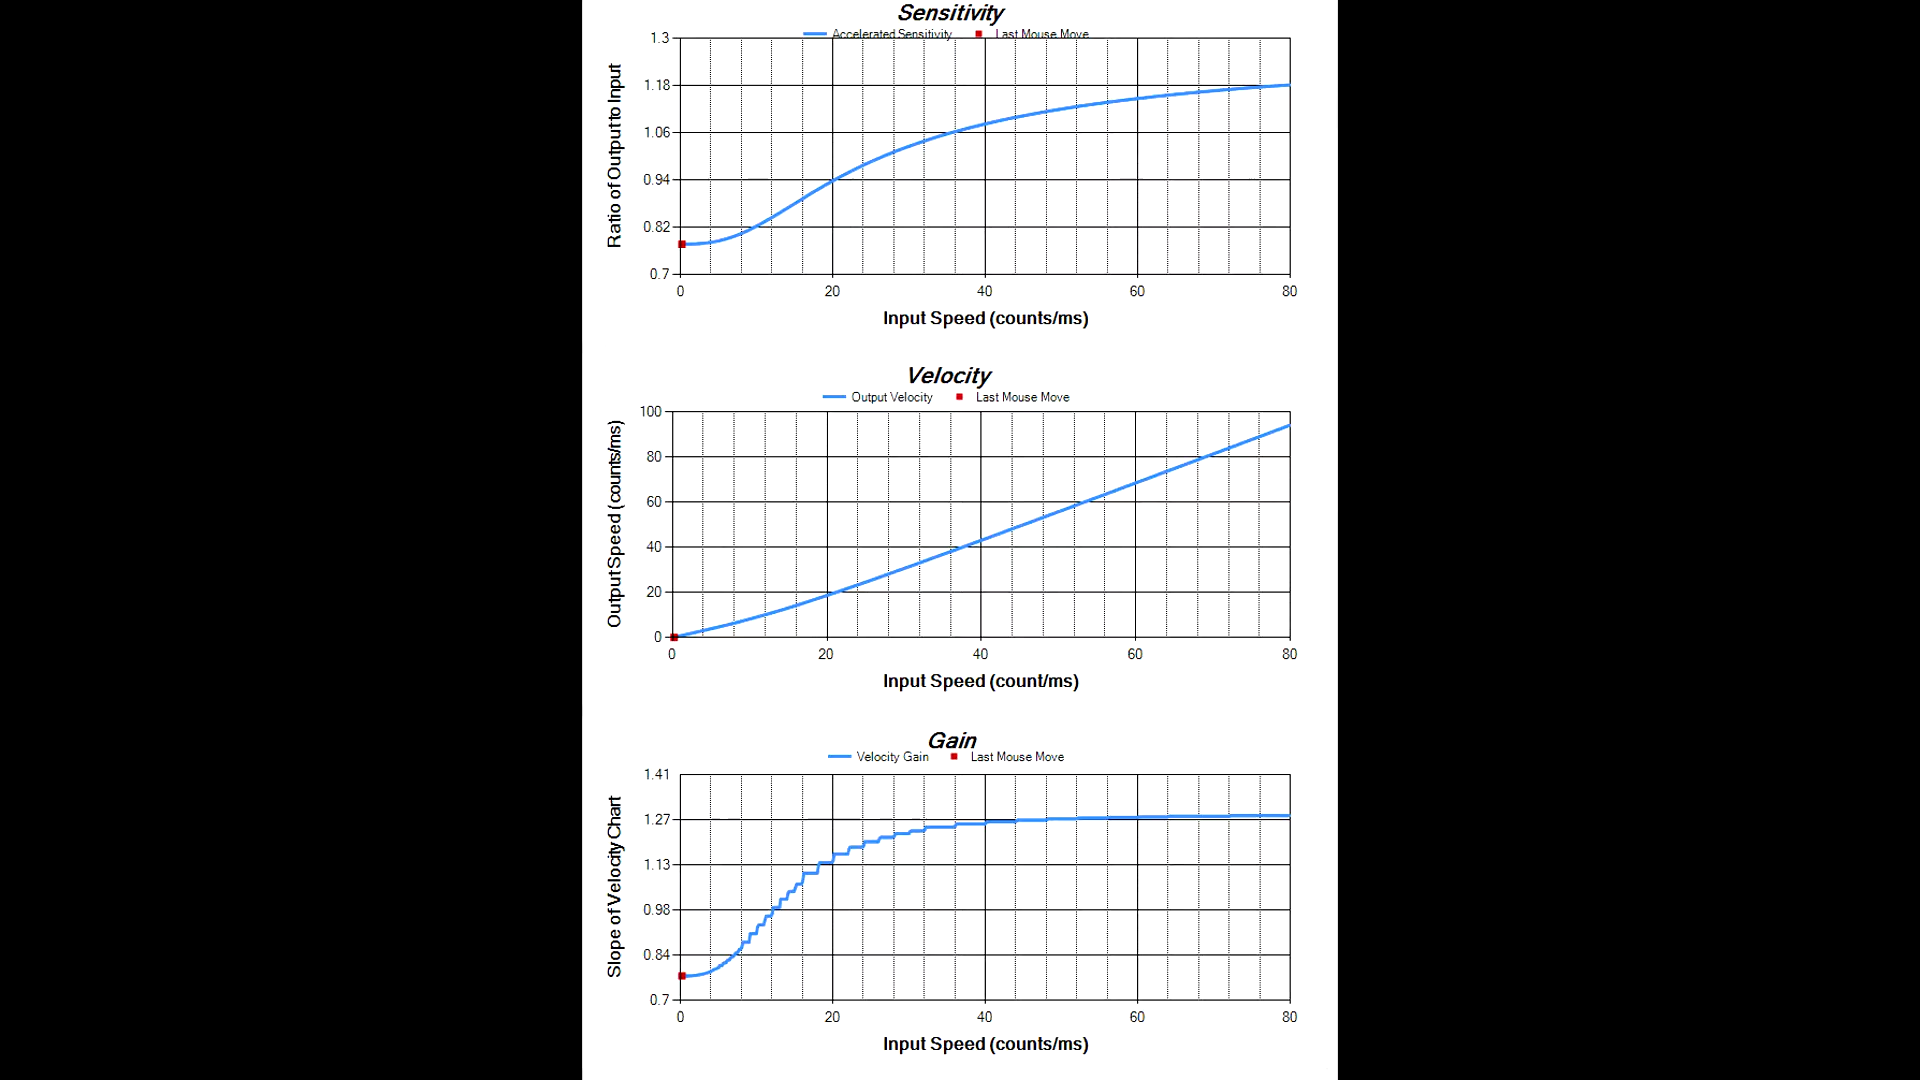 Sensitivity
Accelerated Sensitivity Last Mouse Move
Ratio of Output to Input
1.3
1.18
1.06
0.94
0.82
0.7
0 20 40 60 80
Input Speed (counts/ms)
Velocity
Output Velocity Last Mouse Move
Output Speed (counts/ms)
100
80
60
40
20
0
0 20 40 60 80
Input Speed (count/ms)
Gain
Velocity Gain Last Mouse Move
Slope of Velocity Chart
1.41
1.27
1.13
0.98
0.84
0.7
0 20 40 60 80
Input Speed (counts/ms)